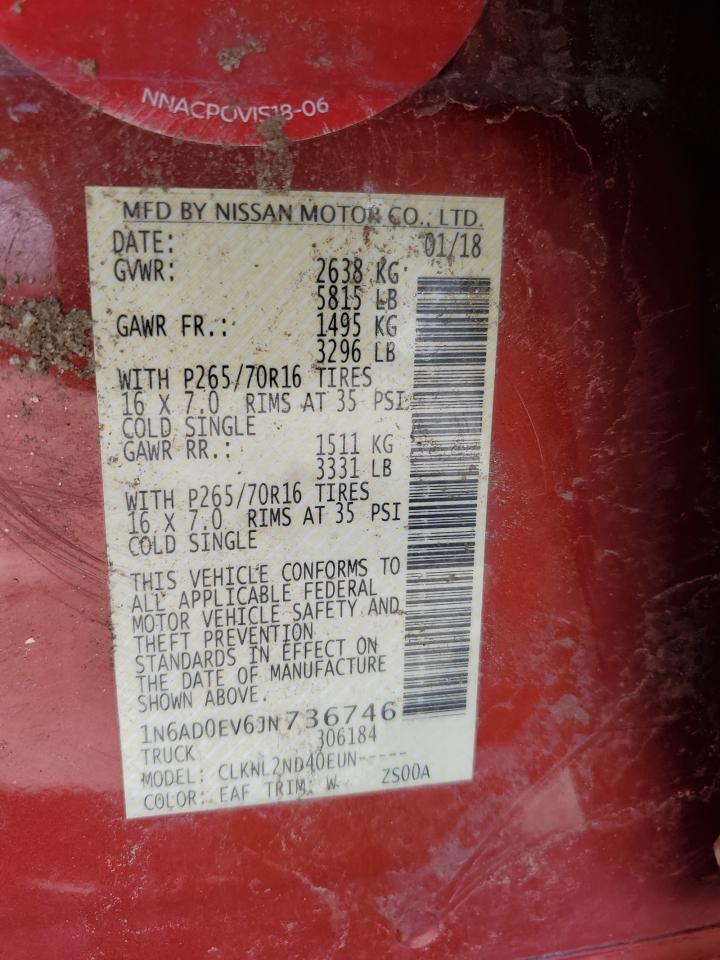 NNACPOVIS18-06
MFD BY NISSAN MOTOR CO., LTD.
DATE: 01/18
GVWR: 2638 KG
5815 LB
GAWR FR.: 1495 KG
3296 LB
WITH P265/70R16 TIRES
16 X 7.0 RIMS AT 35 PSI
COLD SINGLE
GAWR RR.: 1511 KG
3331 LB
WITH P265/70R16 TIRES
16 X 7.0 RIMS AT 35 PSI
COLD SINGLE
THIS VEHICLE CONFORMS TO
ALL APPLICABLE FEDERAL
MOTOR VEHICLE SAFETY AND
THEFT PREVENTION
STANDARDS IN EFFECT ON
THE DATE OF MANUFACTURE
SHOWN ABOVE.
1N6AD0EV6JN736746
TRUCK 306184
MODEL: CLKNL2ND40EUN-----
COLOR: EAF TRIM: W ZS00A